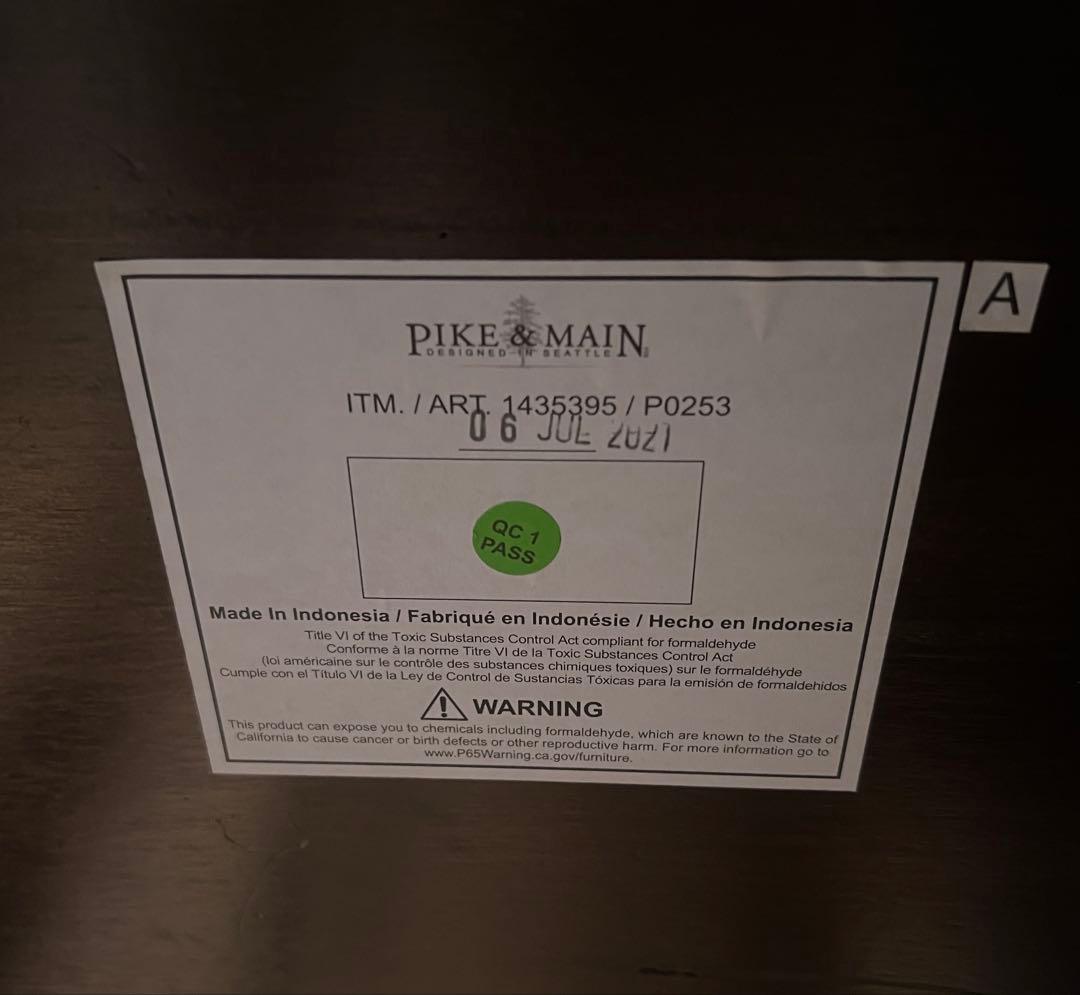 A
PIKE & MAIN
DESIGNED IN SEATTLE
ITM. / ART. 1435395 / P0253
06 JUL 2021
QC 1
PASS
Made In Indonesia / Fabriqué en Indonésie / Hecho en Indonesia
Title VI of the Toxic Substances Control Act compliant for formaldehyde
Conforme à la norme Titre VI de la Toxic Substances Control Act
(loi américaine sur le contrôle des substances chimiques toxiques) sur le formaldéhyde
Cumple con el Título VI de la Ley de Control de Sustancias Tóxicas para la emisión de formaldehidos
WARNING
This product can expose you to chemicals including formaldehyde, which are known to the State of
California to cause cancer or birth defects or other reproductive harm. For more information go to
www.P65Warning.ca.gov/furniture.